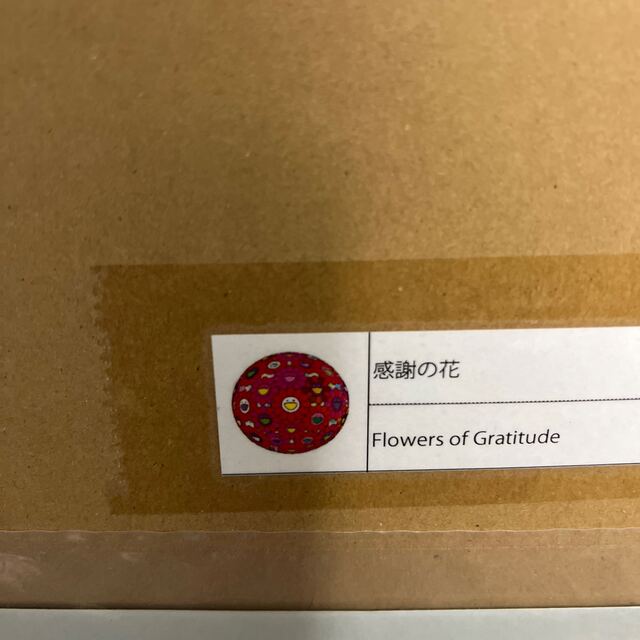 感謝の花
Flowers of Gratitude